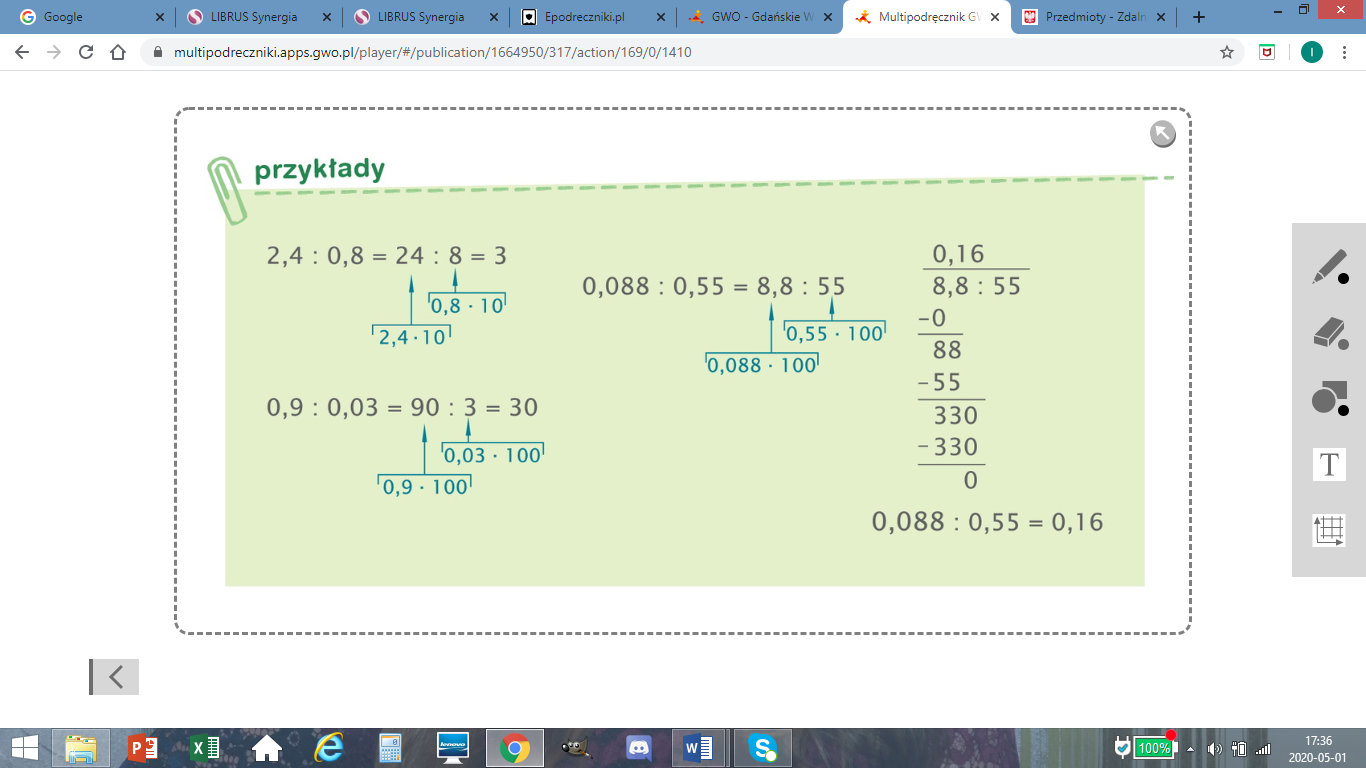 Google
LIBRUS Synergia
LIBRUS Synergia
Epodreczniki.pl
GWO - Gdańskie W
Multipodręcznik GW
Przedmioty - Zdaln
multipodreczniki.apps.gwo.pl/player/#/publication/1664950/317/action/169/0/1410
I
przykłady
2,4 : 0,8 = 24 : 8 = 3
0,8 · 10
2,4 · 10
0,9 : 0,03 = 90 : 3 = 30
0,03 · 100
0,9 · 100
0,088 : 0,55 = 8,8 : 55
0,55 · 100
0,088 · 100
0,16
8,8 : 55
-0
88
-55
330
-330
0
0,088 : 0,55 = 0,16
T
lenovo
100%
17:36
2020-05-01